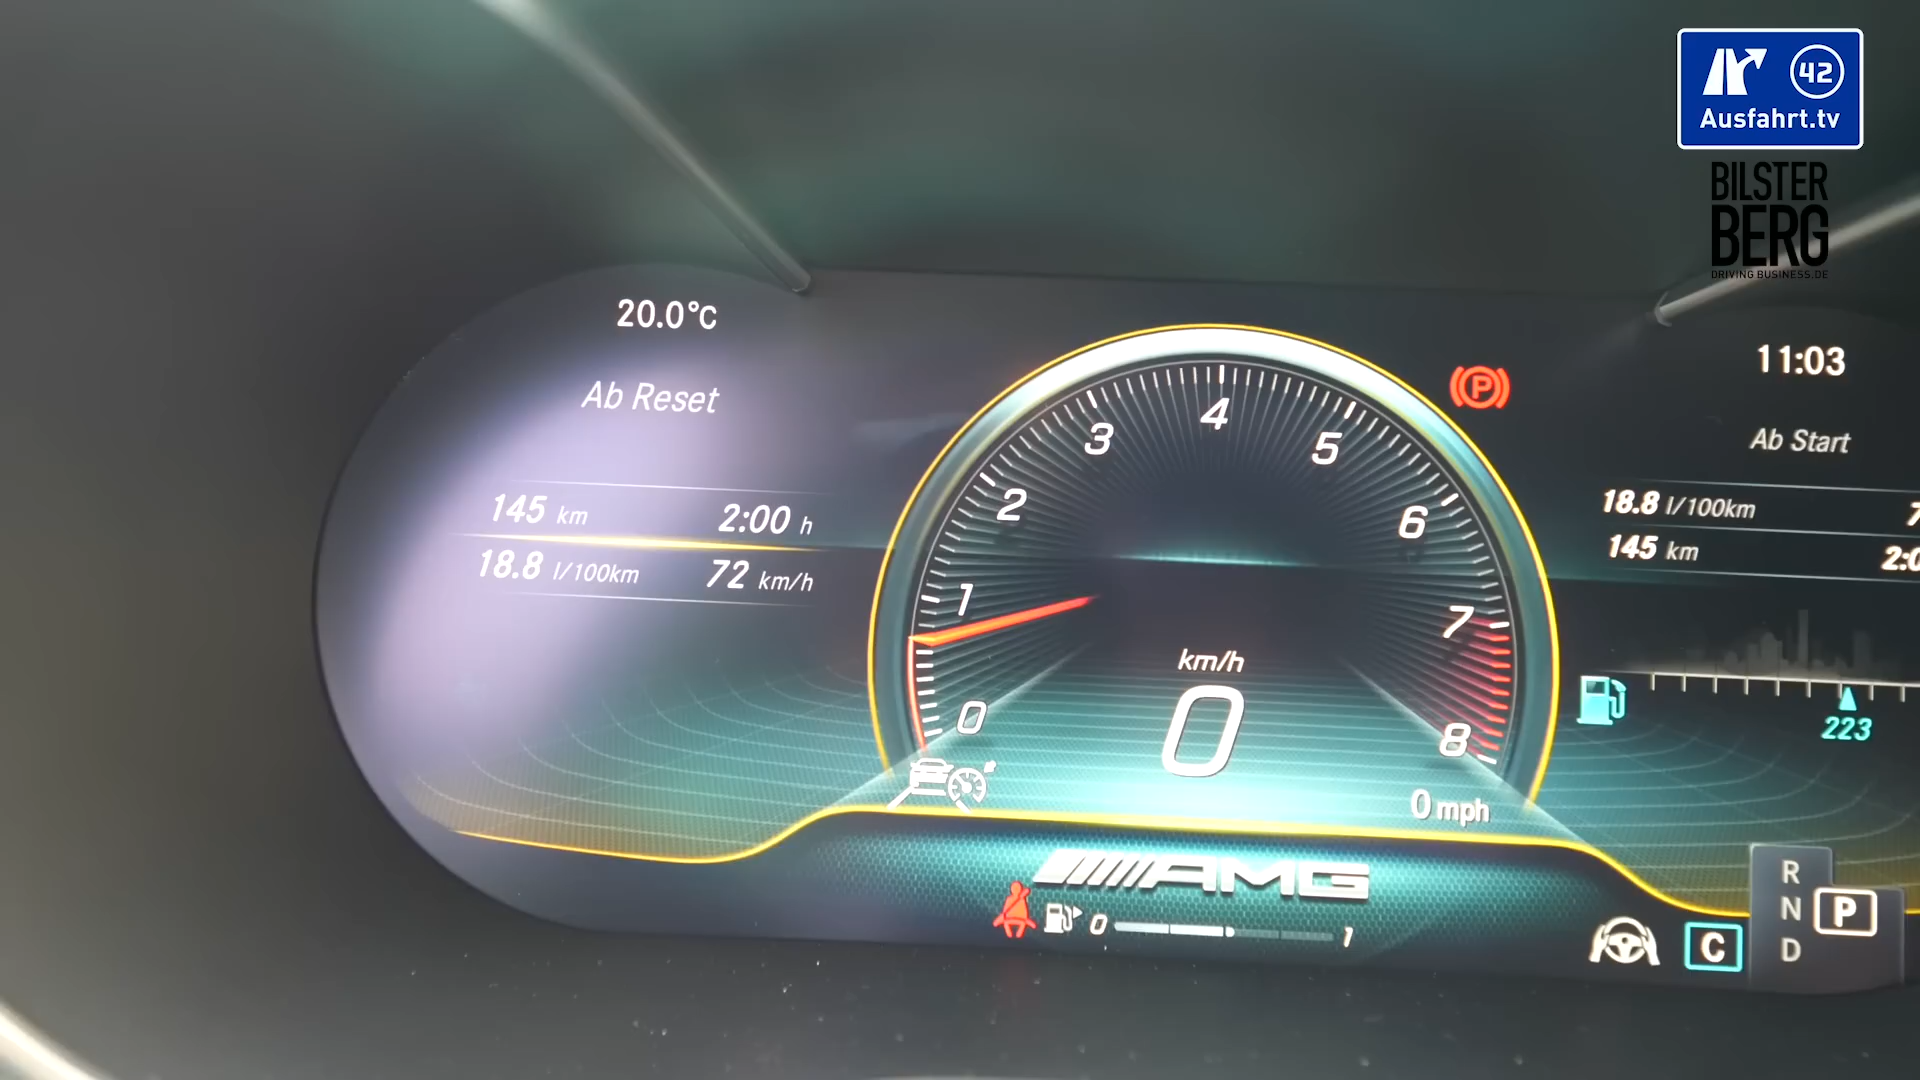 42
Ausfahrt.tv
BILSTER
BERG
DRIVING BUSINESS.DE
20.0°C
11:03
Ab Reset
Ab Start
145 km 2:00 h
18.8 l/100km 72 km/h
18.8 l/100km
145 km
0
1
2
3
4
5
6
7
8
km/h
0
0 mph
P
223
AMG
0 1
C
R
N
D
P